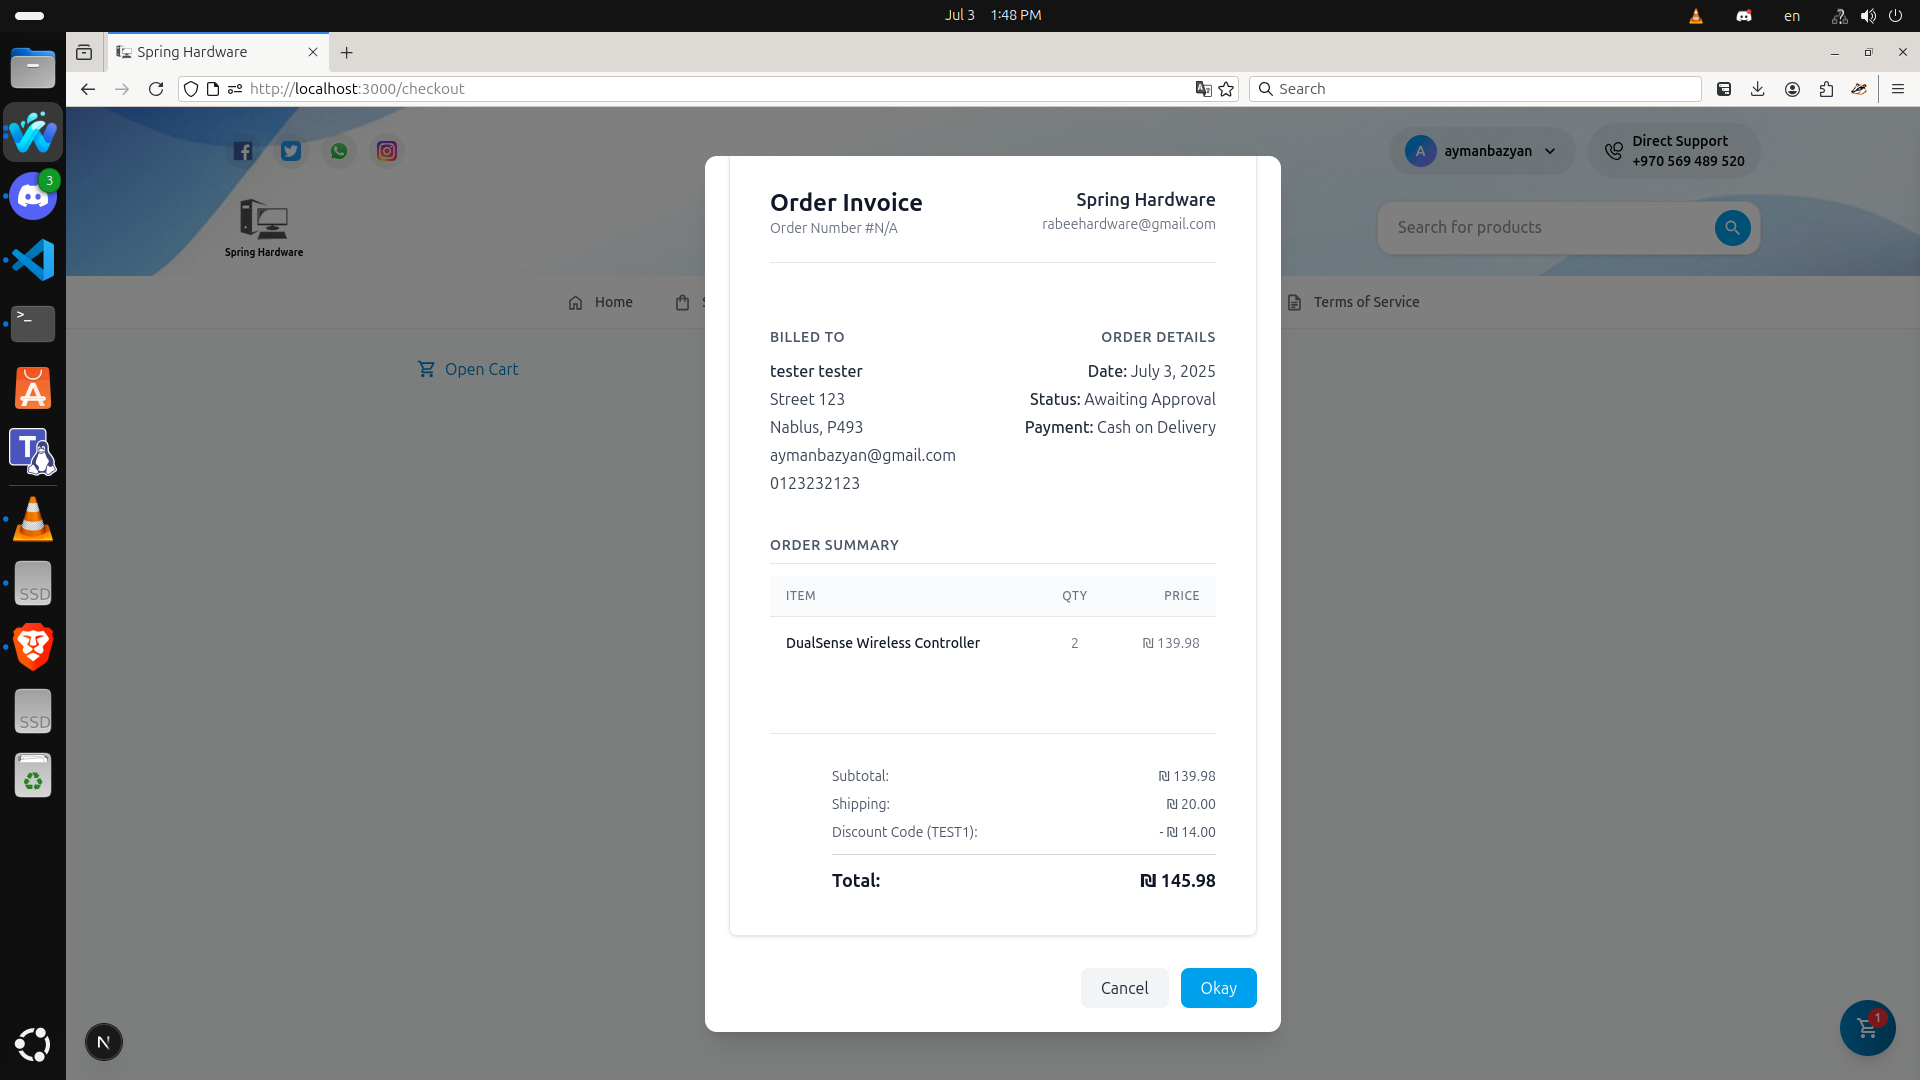 Jul 3 1:48 PM
en
Spring Hardware
http://localhost:3000/checkout
Search
3
A aymanbazyan
Direct Support
+970 569 489 520
Spring Hardware
Search for products
Home
Terms of Service
Open Cart
Order Invoice
Order Number #N/A
Spring Hardware
rabeehardware@gmail.com
BILLED TO
tester tester
Street 123
Nablus, P493
aymanbazyan@gmail.com
0123232123
ORDER DETAILS
Date: July 3, 2025
Status: Awaiting Approval
Payment: Cash on Delivery
ORDER SUMMARY
ITEM QTY PRICE
DualSense Wireless Controller 2 ₪ 139.98
Subtotal: ₪ 139.98
Shipping: ₪ 20.00
Discount Code (TEST1): - ₪ 14.00
Total: ₪ 145.98
Cancel Okay
SSD
SSD
N
1